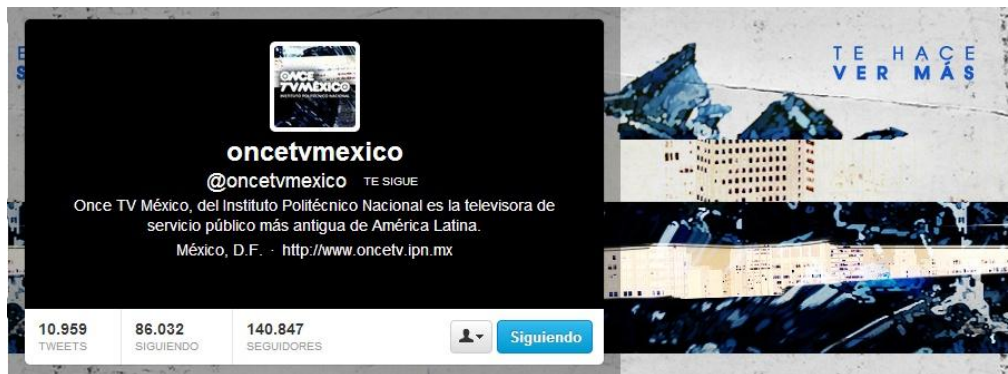 ONCE
TV MÉXICO
INSTITUTO POLITÉCNICO NACIONAL
oncetvmexico
@oncetvmexico TE SIGUE
Once TV México, del Instituto Politécnico Nacional es la televisora de
servicio público más antigua de América Latina.
México, D.F. · http://www.oncetv.ipn.mx
10.959
TWEETS
86.032
SIGUIENDO
140.847
SEGUIDORES
Siguiendo
TE HACE
VER MÁS